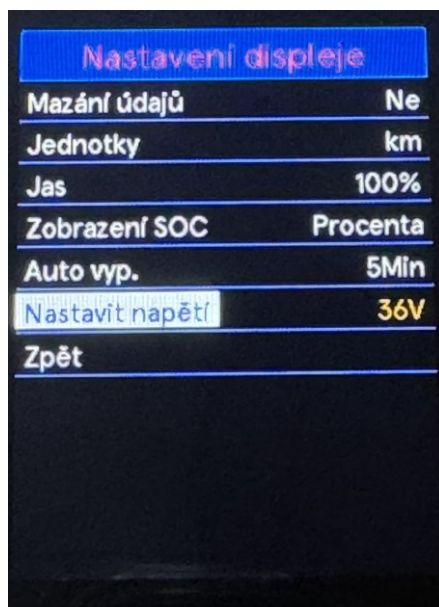 Nastavení displeje
Mazání údajů Ne
Jednotky km
Jas 100%
Zobrazení SOC Procenta
Auto vyp. 5Min
Nastavit napětí 36V
Zpět